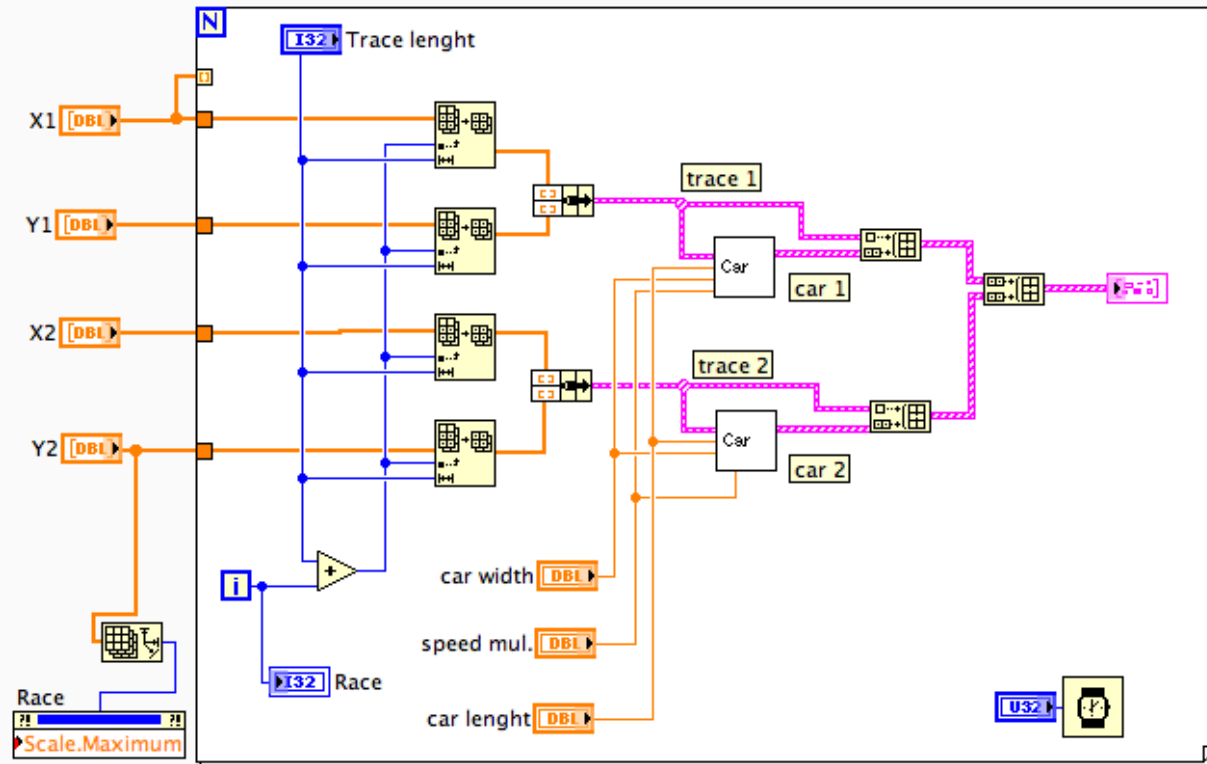 N
I32 Trace lenght
X1 [DBL]
Y1 [DBL]
trace 1
Car
car 1
X2 [DBL]
trace 2
Y2 [DBL]
Car
car 2
i
car width DBL
speed mul. DBL
I32 Race
car lenght DBL
U32
Race
?! ?!
Scale.Maximum